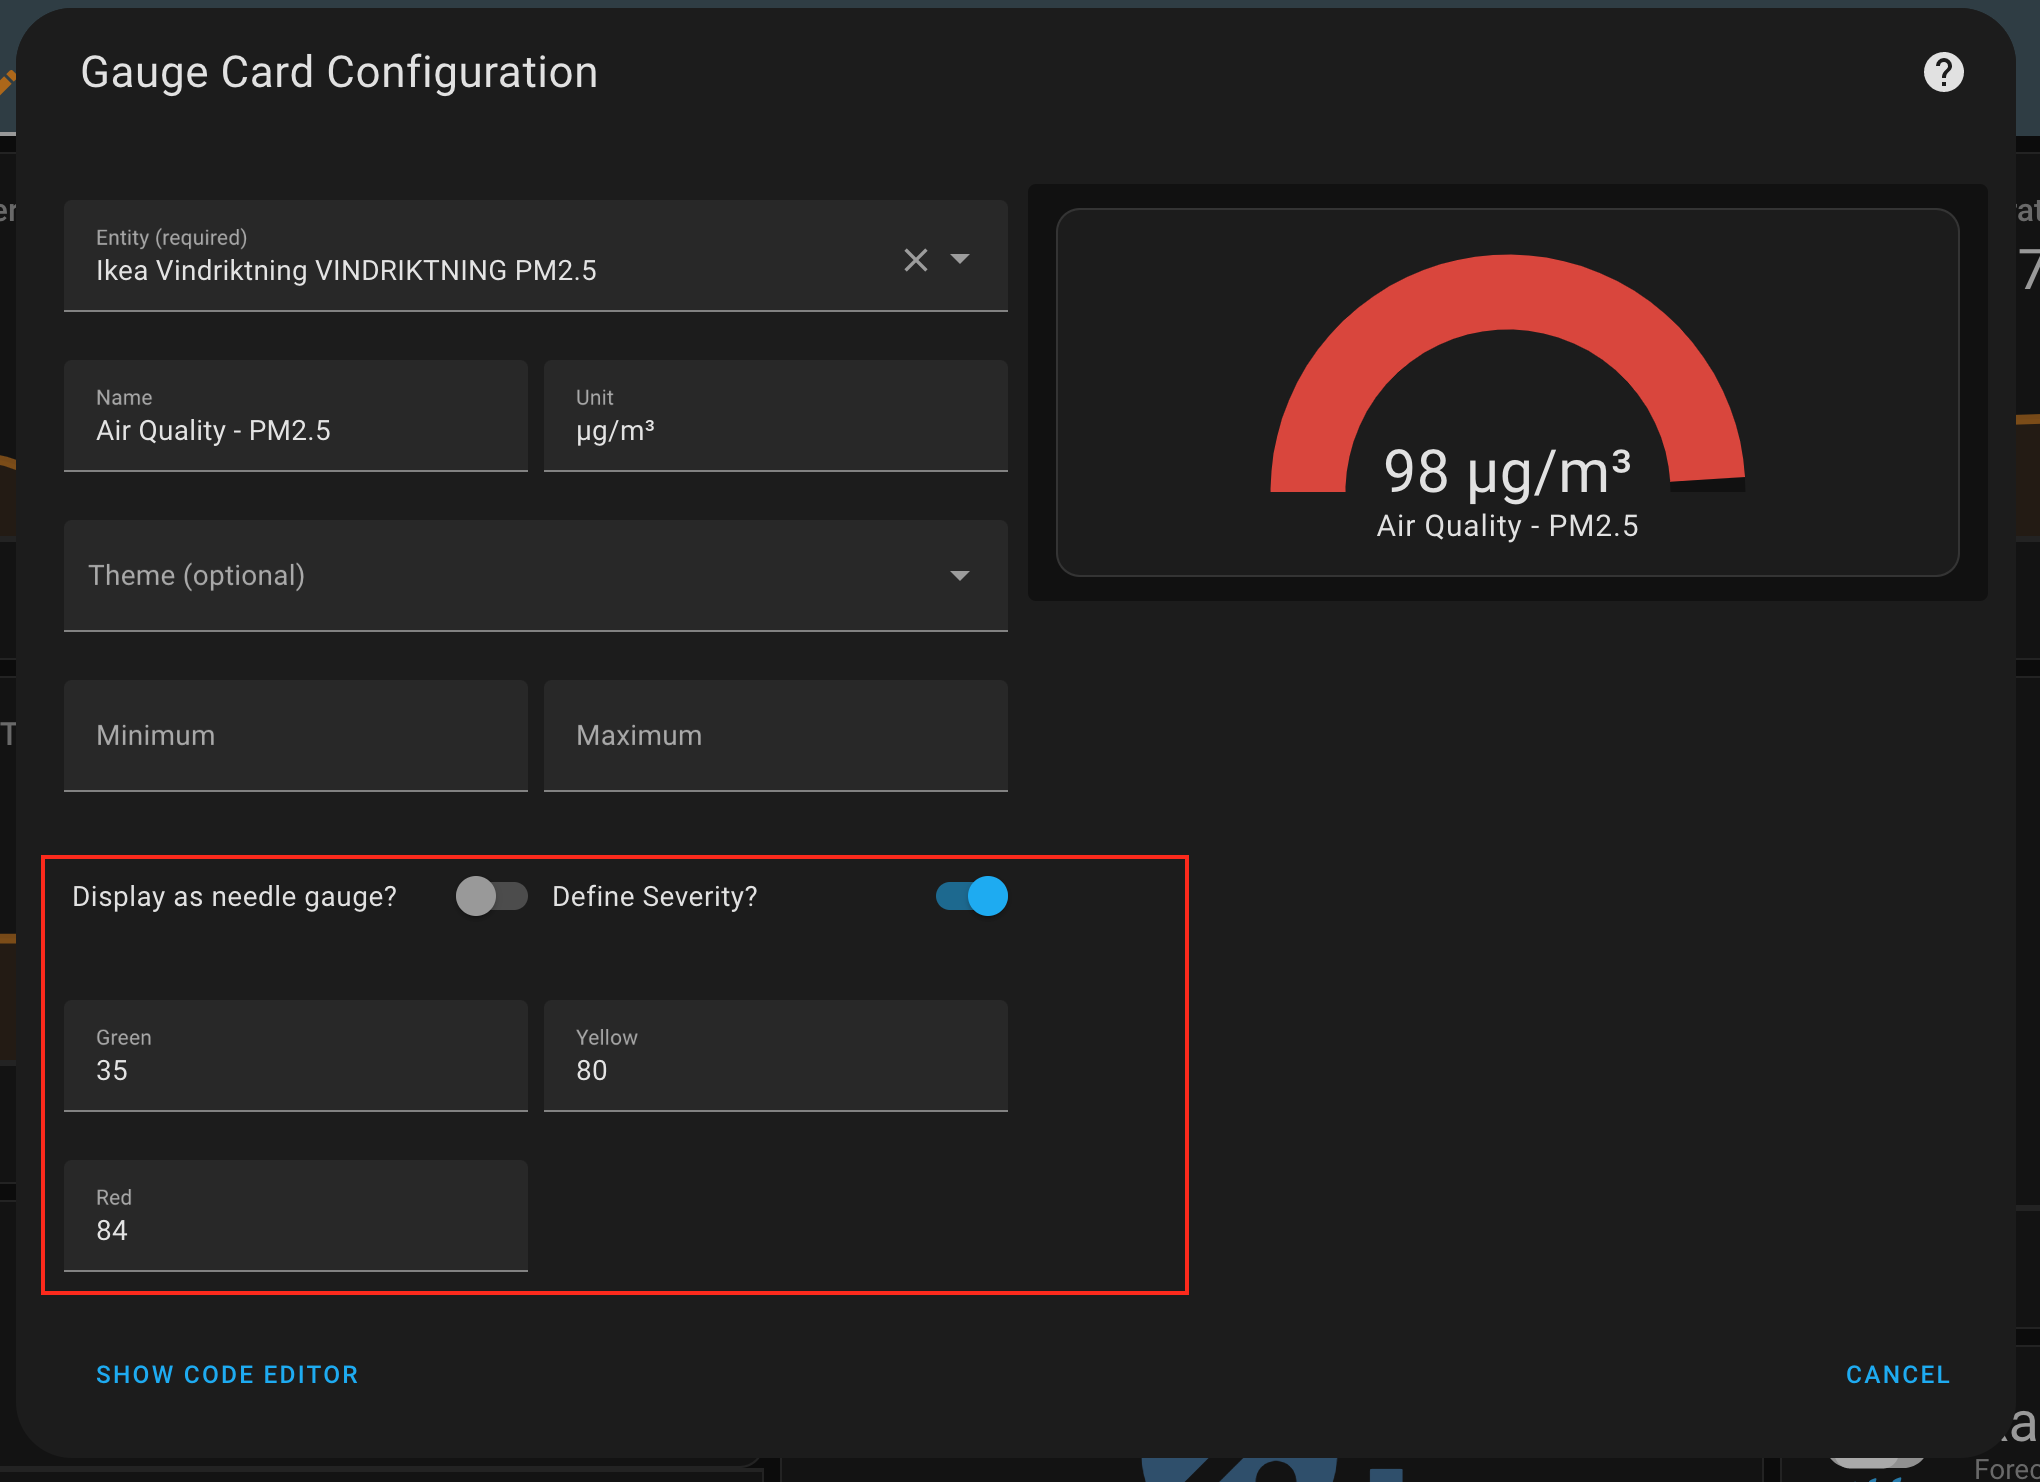 Gauge Card Configuration
Entity (required)
Ikea Vindriktning VINDRIKTNING PM2.5
Name
Air Quality - PM2.5
Unit
µg/m³
Theme (optional)
Minimum
Maximum
98 µg/m³
Air Quality - PM2.5
Display as needle gauge?
Define Severity?
Green
35
Yellow
80
Red
84
SHOW CODE EDITOR
CANCEL